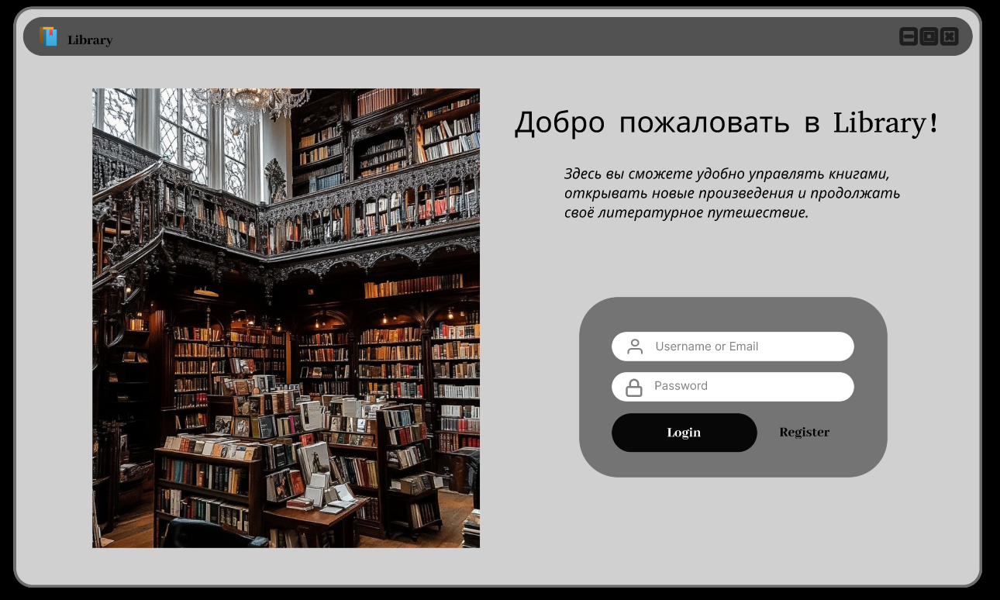 Library
Добро пожаловать в Library!
Здесь вы сможете удобно управлять книгами,
открывать новые произведения и продолжать
своё литературное путешествие.
Username or Email
Password
Login
Register